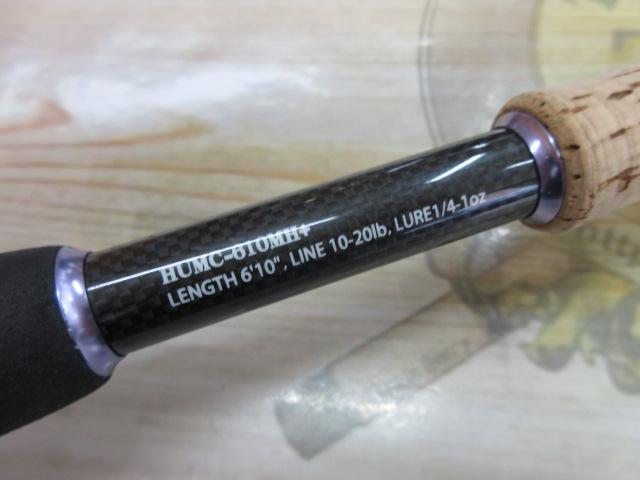 HUMC-610MH+
LENGTH 6'10", LINE 10-20lb, LURE1/4-1oz